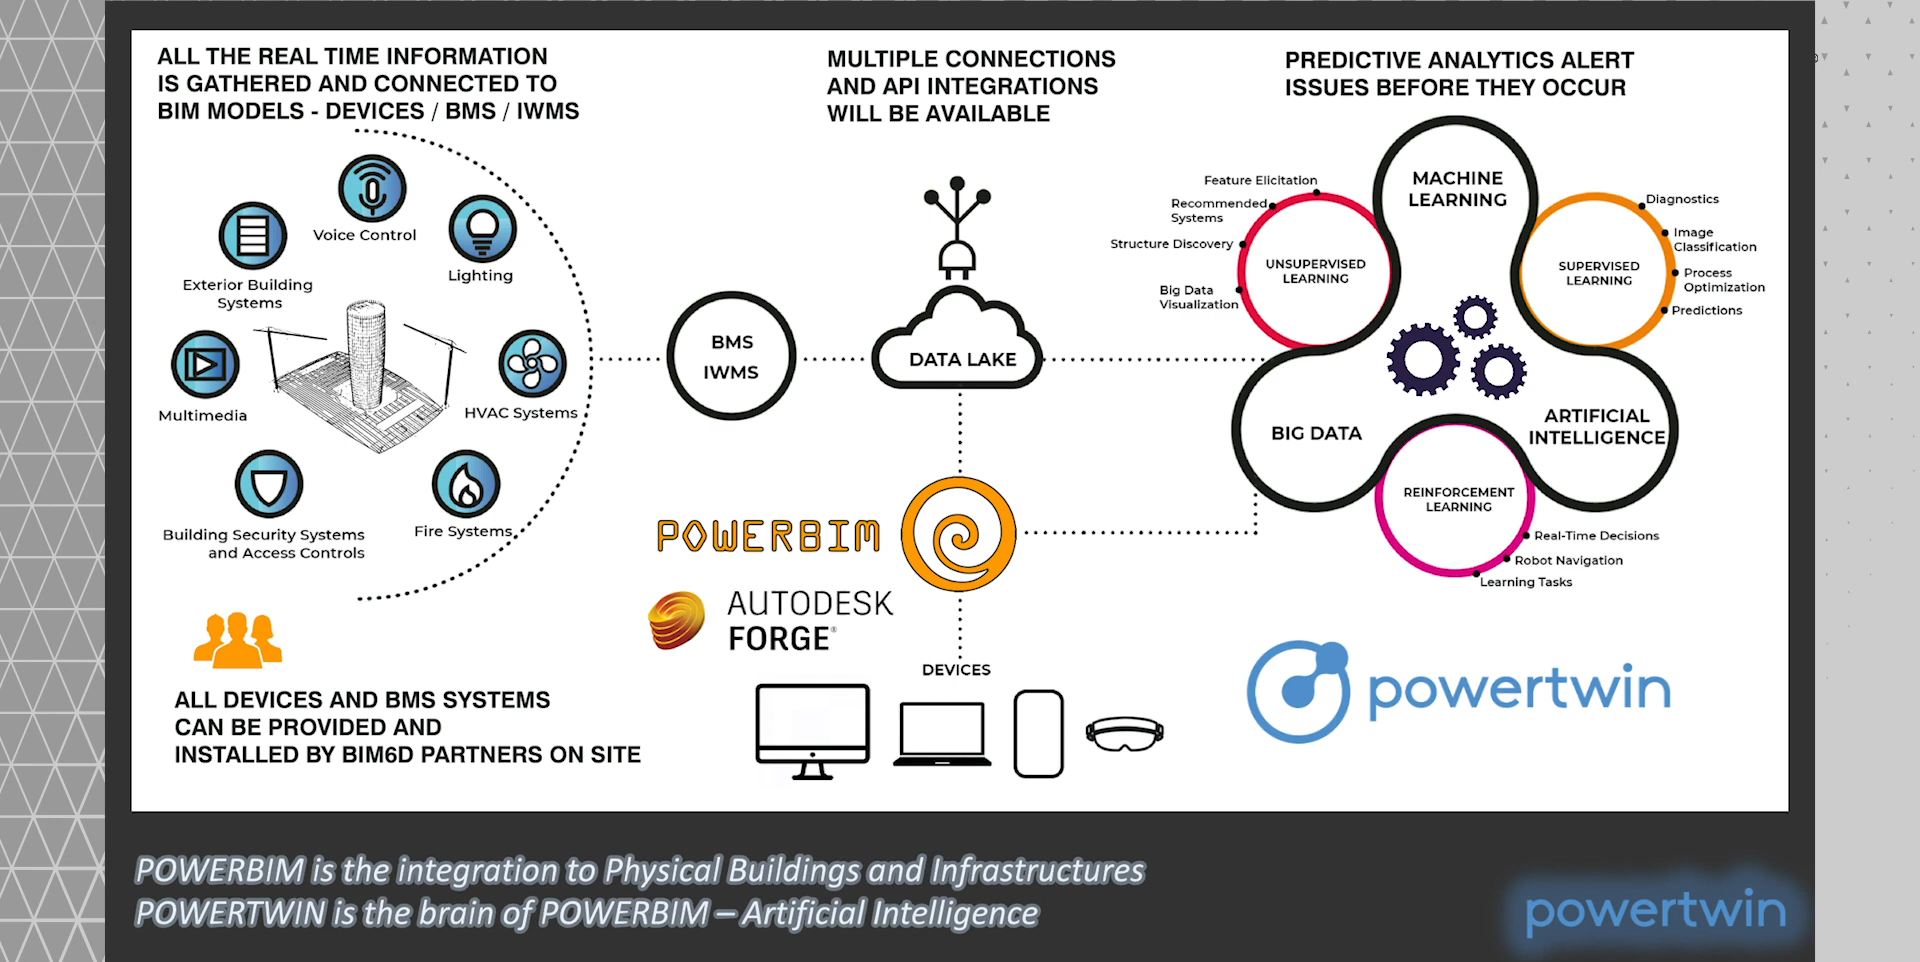 ALL THE REAL TIME INFORMATION
IS GATHERED AND CONNECTED TO
BIM MODELS - DEVICES / BMS / IWMS
Voice Control
Lighting
Exterior Building
Systems
Multimedia
HVAC Systems
Building Security Systems
and Access Controls
Fire Systems
ALL DEVICES AND BMS SYSTEMS
CAN BE PROVIDED AND
INSTALLED BY BIM6D PARTNERS ON SITE
MULTIPLE CONNECTIONS
AND API INTEGRATIONS
WILL BE AVAILABLE
BMS
IWMS
DATA LAKE
POWERBIM
AUTODESK
FORGE®
DEVICES
PREDICTIVE ANALYTICS ALERT
ISSUES BEFORE THEY OCCUR
MACHINE
LEARNING
Feature Elicitation
Recommended
Systems
Structure Discovery
Big Data
Visualization
UNSUPERVISED
LEARNING
SUPERVISED
LEARNING
Diagnostics
Image
Classification
Process
Optimization
Predictions
BIG DATA
ARTIFICIAL
INTELLIGENCE
REINFORCEMENT
LEARNING
Real-Time Decisions
Robot Navigation
Learning Tasks
powertwin
POWERBIM is the integration to Physical Buildings and Infrastructures
POWERTWIN is the brain of POWERBIM – Artificial Intelligence
powertwin